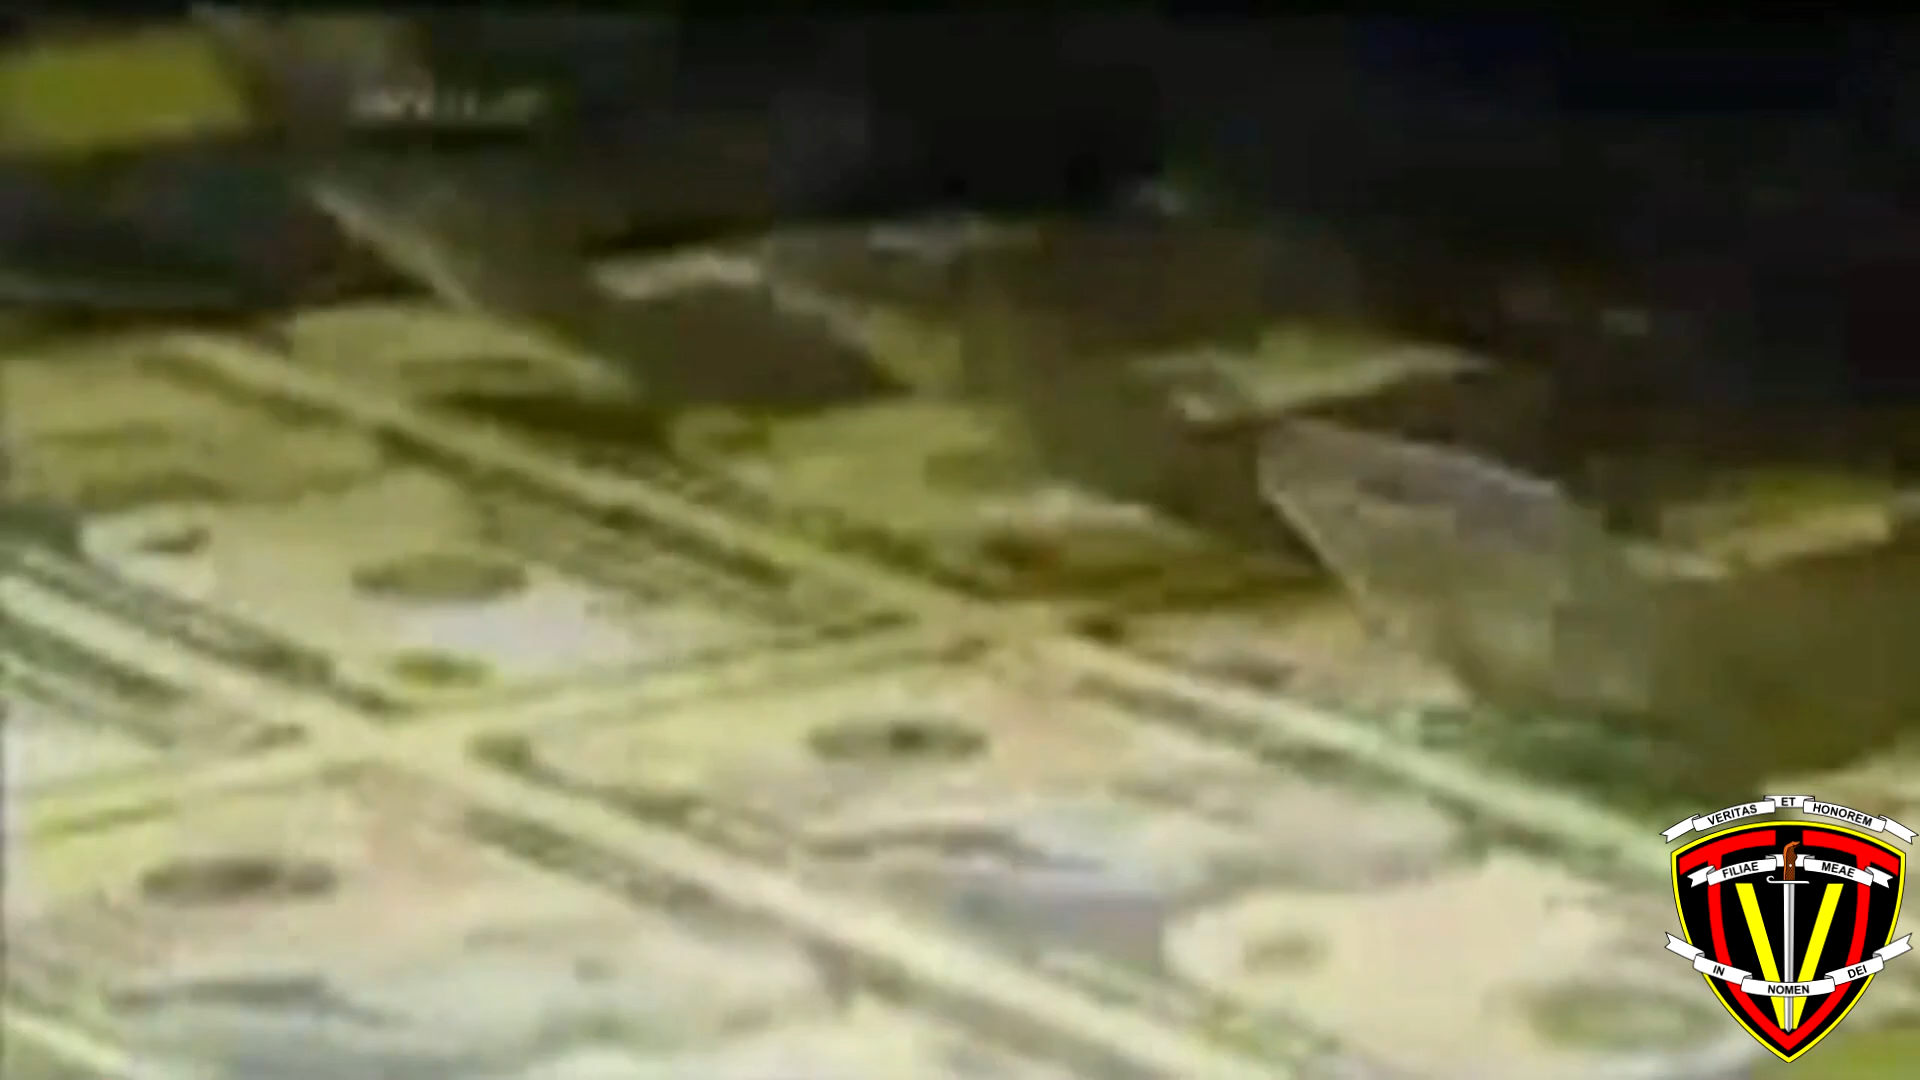 VERITAS ET HONOREM
FILIAE MEAE
V
IN NOMEN DEI